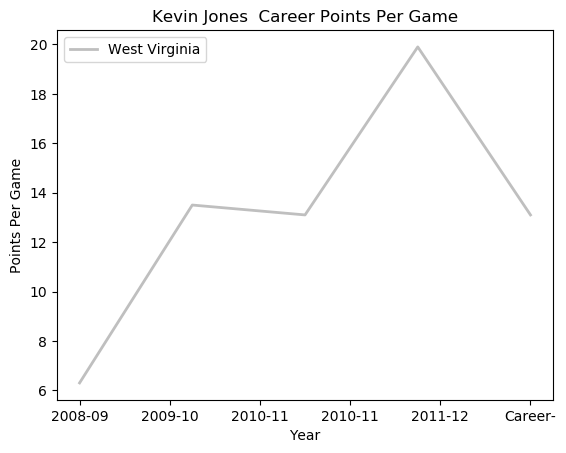 Kevin Jones  Career Points Per Game
West Virginia
Points Per Game
20
18
16
14
12
10
8
6
2008-09
2009-10
2010-11
2010-11
2011-12
Career-
Year